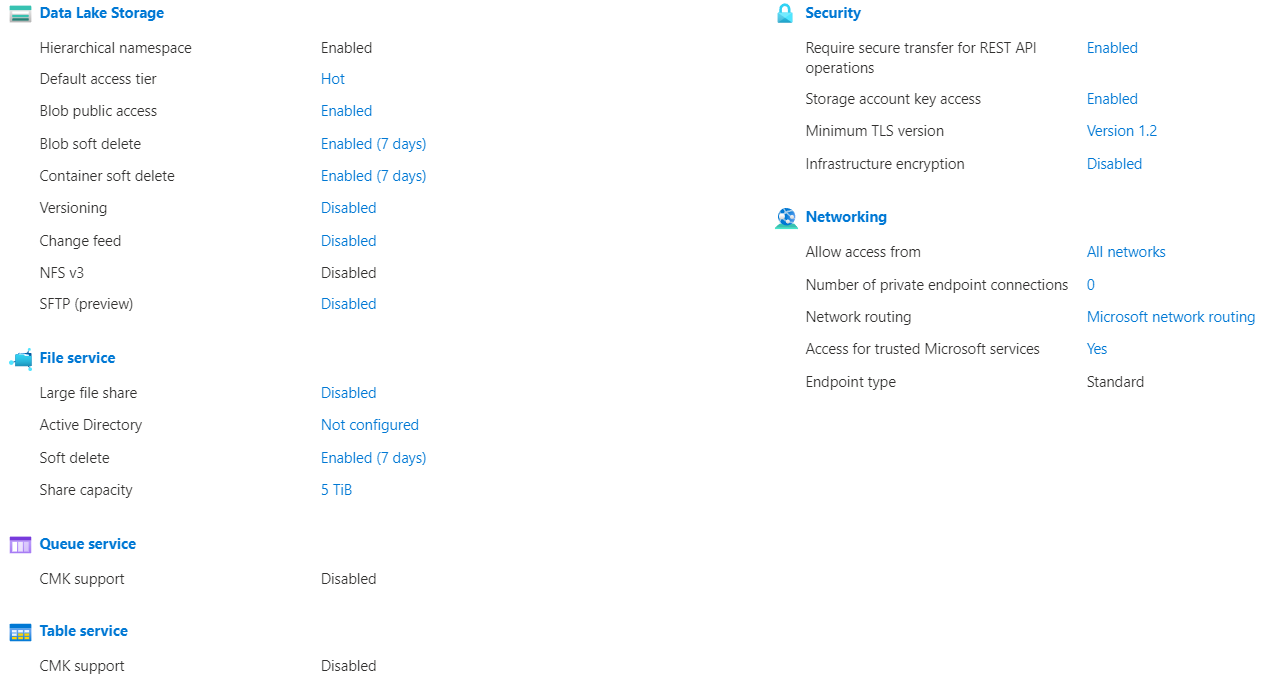 Data Lake Storage
Hierarchical namespace Enabled
Default access tier Hot
Blob public access Enabled
Blob soft delete Enabled (7 days)
Container soft delete Enabled (7 days)
Versioning Disabled
Change feed Disabled
NFS v3 Disabled
SFTP (preview) Disabled
File service
Large file share Disabled
Active Directory Not configured
Soft delete Enabled (7 days)
Share capacity 5 TiB
Queue service
CMK support Disabled
Table service
CMK support Disabled
Security
Require secure transfer for REST API Enabled
operations
Storage account key access Enabled
Minimum TLS version Version 1.2
Infrastructure encryption Disabled
Networking
Allow access from All networks
Number of private endpoint connections 0
Network routing Microsoft network routing
Access for trusted Microsoft services Yes
Endpoint type Standard